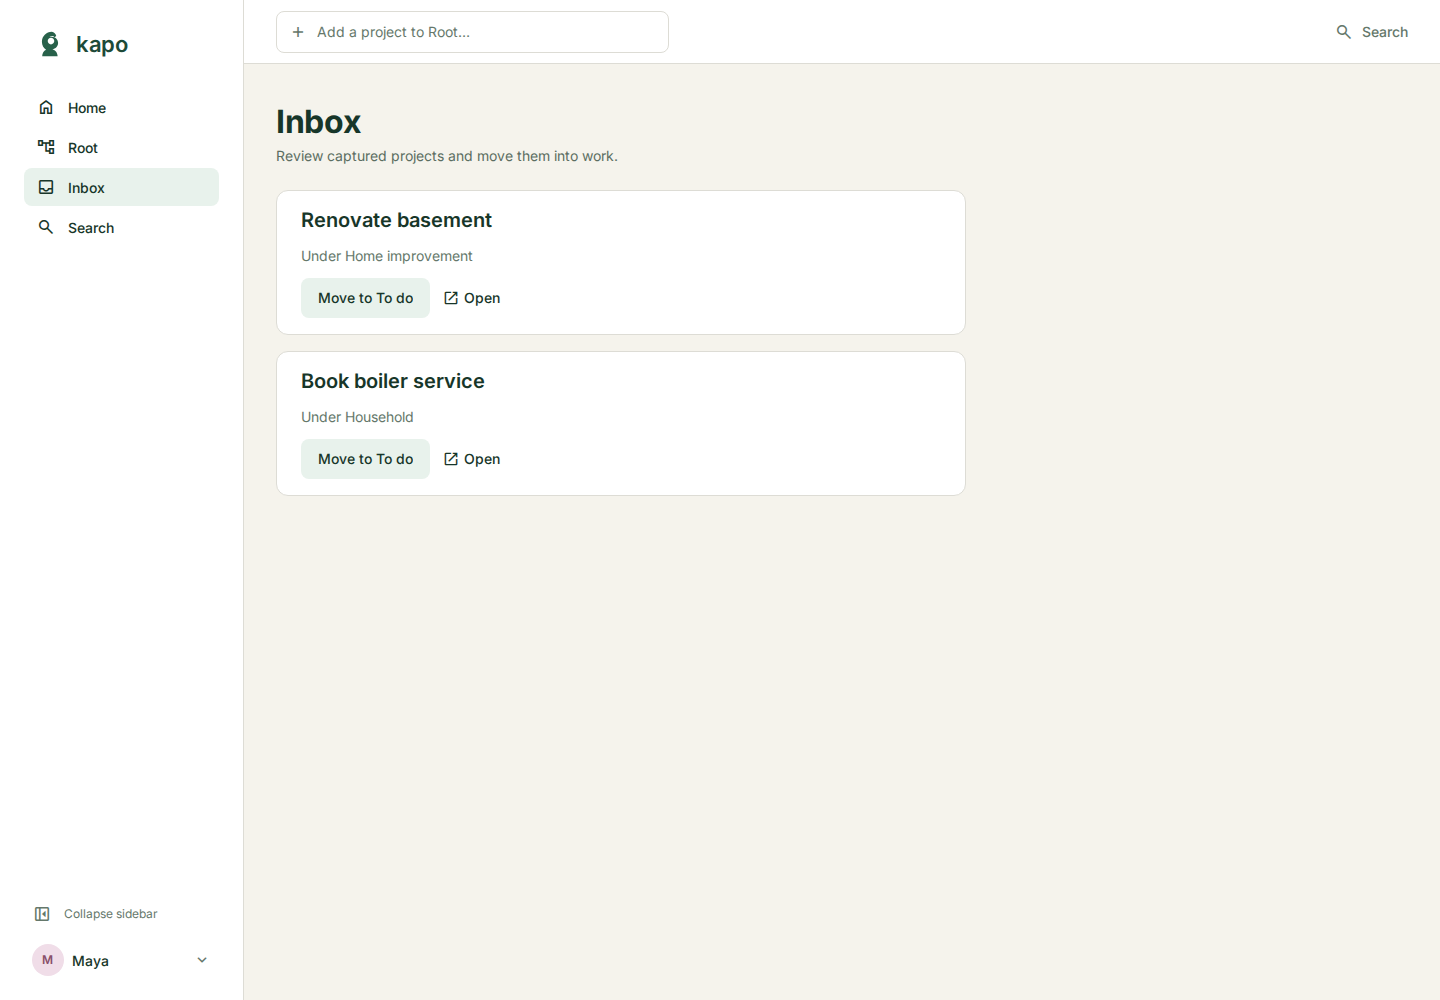 kapo
Home
Root
Inbox
Search
Collapse sidebar
M
Maya
Add a project to Root...
Search
Inbox
Review captured projects and move them into work.
Renovate basement
Under Home improvement
Move to To do
Open
Book boiler service
Under Household
Move to To do
Open